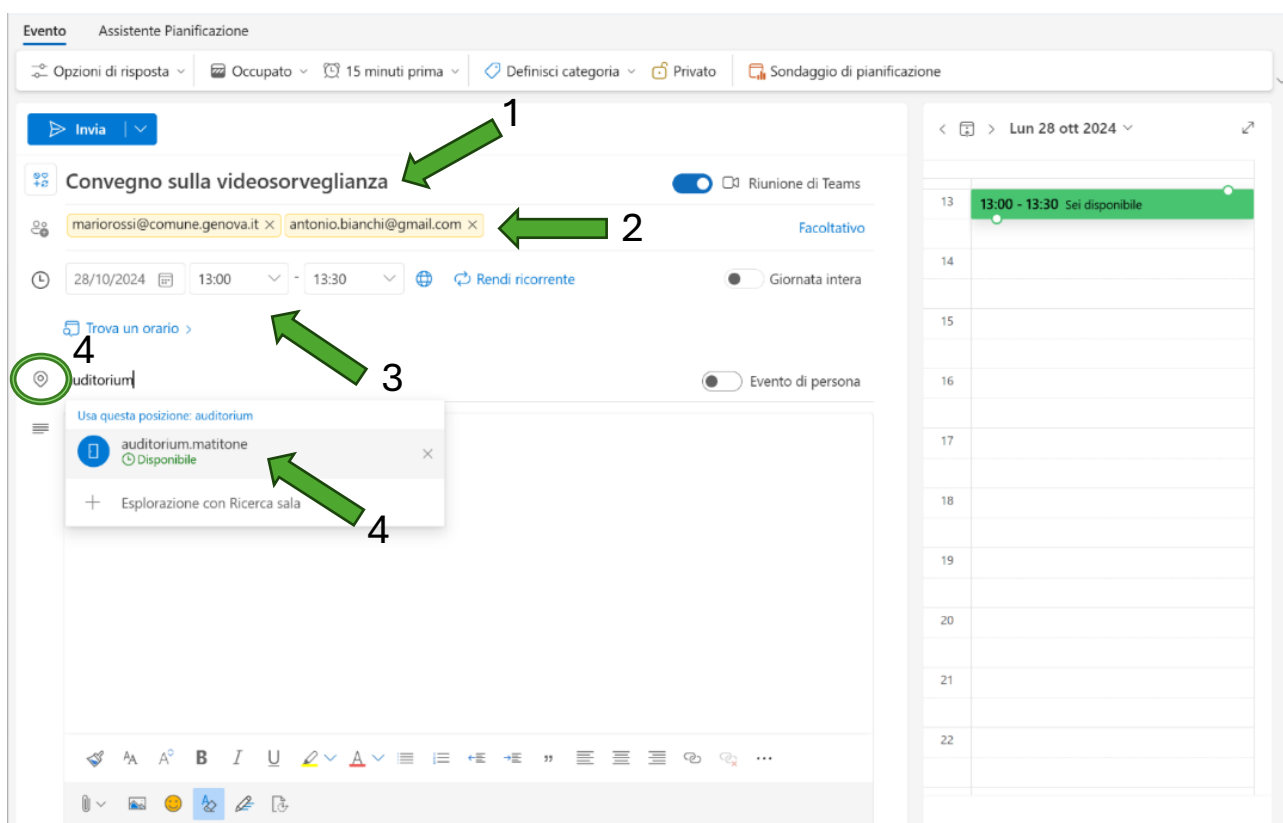 Evento Assistente Pianificazione
Opzioni di risposta Occupato 15 minuti prima Definisci categoria Privato Sondaggio di pianificazione
1
Invia
Lun 28 ott 2024
Convegno sulla videosorveglianza
Riunione di Teams
mariorossi@comune.genova.it × antonio.bianchi@gmail.com ×
2
Facoltativo
28/10/2024 13:00 - 13:30 Rendi ricorrente
Giornata intera
Trova un orario >
4
3
uditorium
Evento di persona
Usa questa posizione: auditorium
auditorium.matitone
Disponibile
Esplorazione con Ricerca sala
4
13 13:00 - 13:30 Sei disponibile
14
15
16
17
18
19
20
21
22